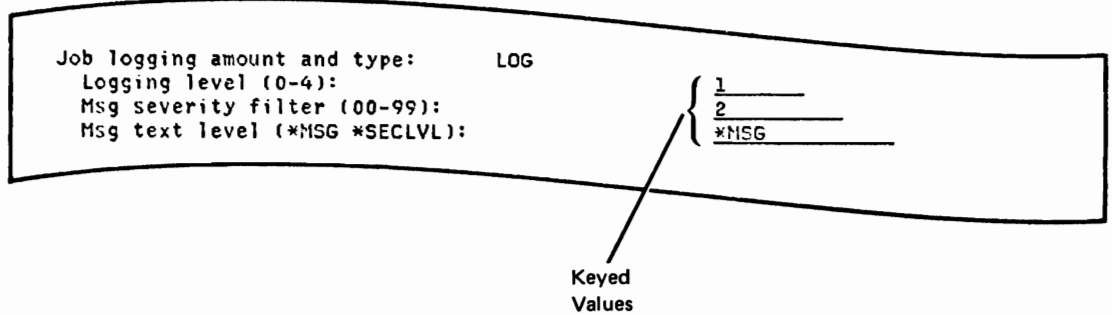 Job logging amount and type: LOG
Logging level (0-4): 1
Msg severity filter (00-99): 2
Msg text level (*MSG *SECLVL): *MSG
Keyed
Values